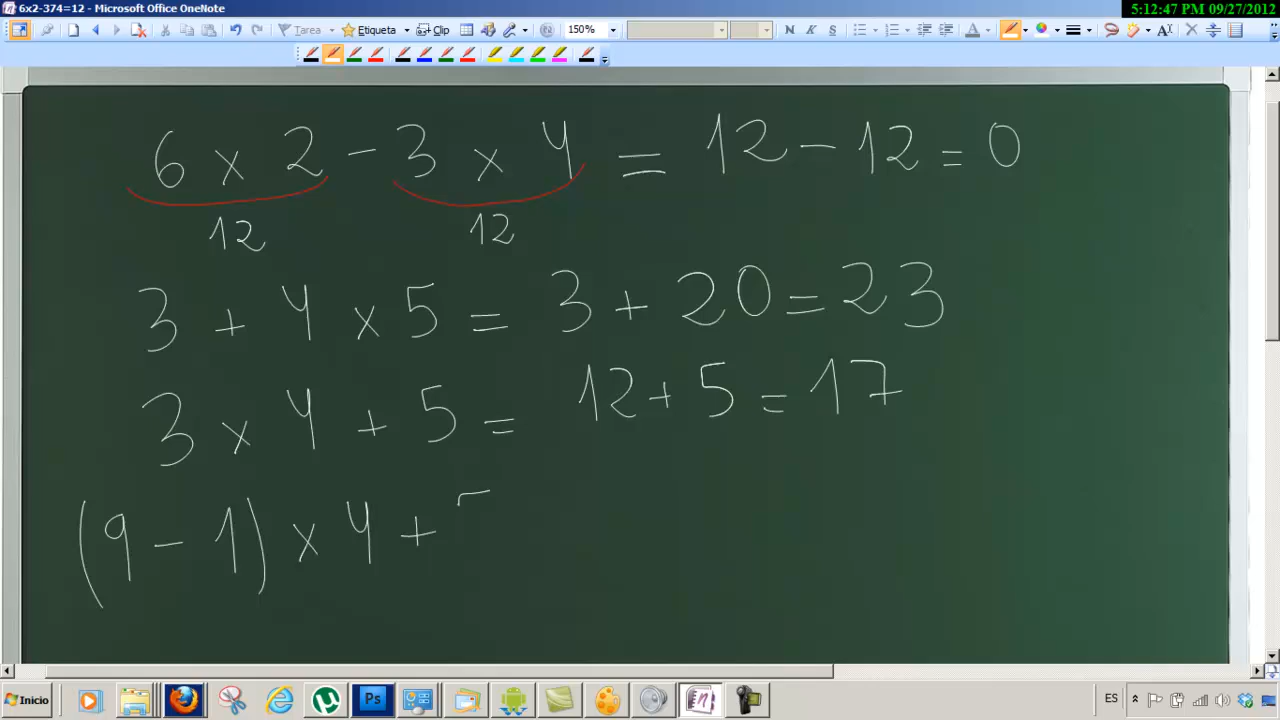 6x2-374=12 - Microsoft Office OneNote
5:12:47 PM 09/27/2012
Tarea Etiqueta Clip 150% N K S A
6 x 2 - 3 x 4 = 12 - 12 = 0
12 12
3 + 4 x 5 = 3 + 20 = 23
3 x 4 + 5 = 12 + 5 = 17
(9 - 1) x 4 +
Inicio Ps ES